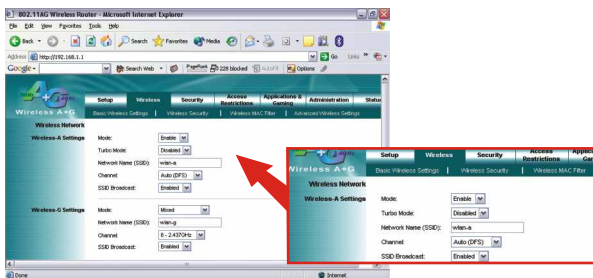 802.11AG Wireless Router - Microsoft Internet Explorer
File Edit View Favorites Tools Help
Back Search Favorites Media
Address http://192.168.1.1 Go Links
Google Search Web PageRank 228 blocked AutoFill Options
Wireless A+G
Setup Wireless Security Access Restrictions Applications & Gaming Administration Status
Basic Wireless Settings | Wireless Security | Wireless MAC Filter | Advanced Wireless Settings
Wireless Network
Wireless-A Settings
Mode: Enable
Turbo Mode: Disabled
Network Name (SSID): wlan-a
Channel Auto (DFS)
SSID Broadcast: Enabled
Wireless-G Settings
Mode: Mixed
Network Name (SSID): wlan-g
Channel: 6 - 2.437GHz
SSID Broadcast: Enabled
Done Internet
Wireless A+G
Setup Wireless Security Access Restrictions
Basic Wireless Settings | Wireless Security | Wireless MAC Filter
Wireless Network
Wireless-A Settings
Mode: Enable
Turbo Mode: Disabled
Network Name (SSID): wlan-a
Channel Auto (DFS)
SSID Broadcast: Enabled